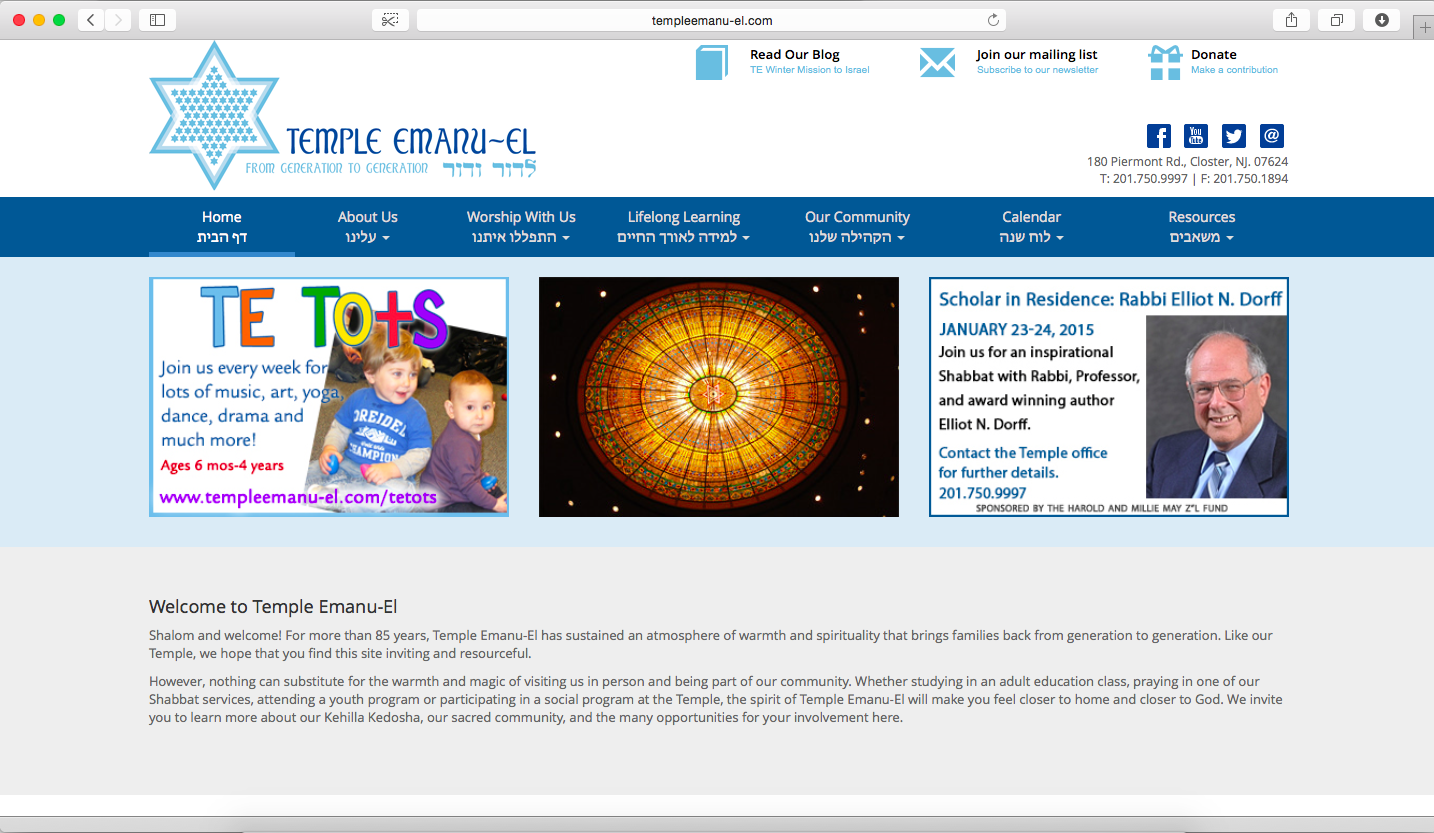 templeemanu-el.com
Read Our Blog
TE Winter Mission to Israel
Join our mailing list
Subscribe to our newsletter
Donate
Make a contribution
TEMPLE EMANU~EL
FROM GENERATION TO GENERATION לדור ודור
180 Piermont Rd., Closter, NJ. 07624
T: 201.750.9997 | F: 201.750.1894
Home
דף הבית
About Us
עלינו
Worship With Us
התפללו איתנו
Lifelong Learning
למידה לאורך החיים
Our Community
הקהילה שלנו
Calendar
לוח שנה
Resources
משאבים
TE TOtS
Join us every week for
lots of music, art, yoga,
dance, drama and
much more!
Ages 6 mos-4 years
www.templeemanu-el.com/tetots
DREIDEL
CHAMPION
Scholar in Residence: Rabbi Elliot N. Dorff
JANUARY 23-24, 2015
Join us for an inspirational
Shabbat with Rabbi, Professor,
and award winning author
Elliot N. Dorff.
Contact the Temple office
for further details.
201.750.9997
SPONSORED BY THE HAROLD AND MILLIE MAY Z"L FUND
Welcome to Temple Emanu-El
Shalom and welcome! For more than 85 years, Temple Emanu-El has sustained an atmosphere of warmth and spirituality that brings families back from generation to generation. Like our
Temple, we hope that you find this site inviting and resourceful.
However, nothing can substitute for the warmth and magic of visiting us in person and being part of our community. Whether studying in an adult education class, praying in one of our
Shabbat services, attending a youth program or participating in a social program at the Temple, the spirit of Temple Emanu-El will make you feel closer to home and closer to God. We invite
you to learn more about our Kehilla Kedosha, our sacred community, and the many opportunities for your involvement here.